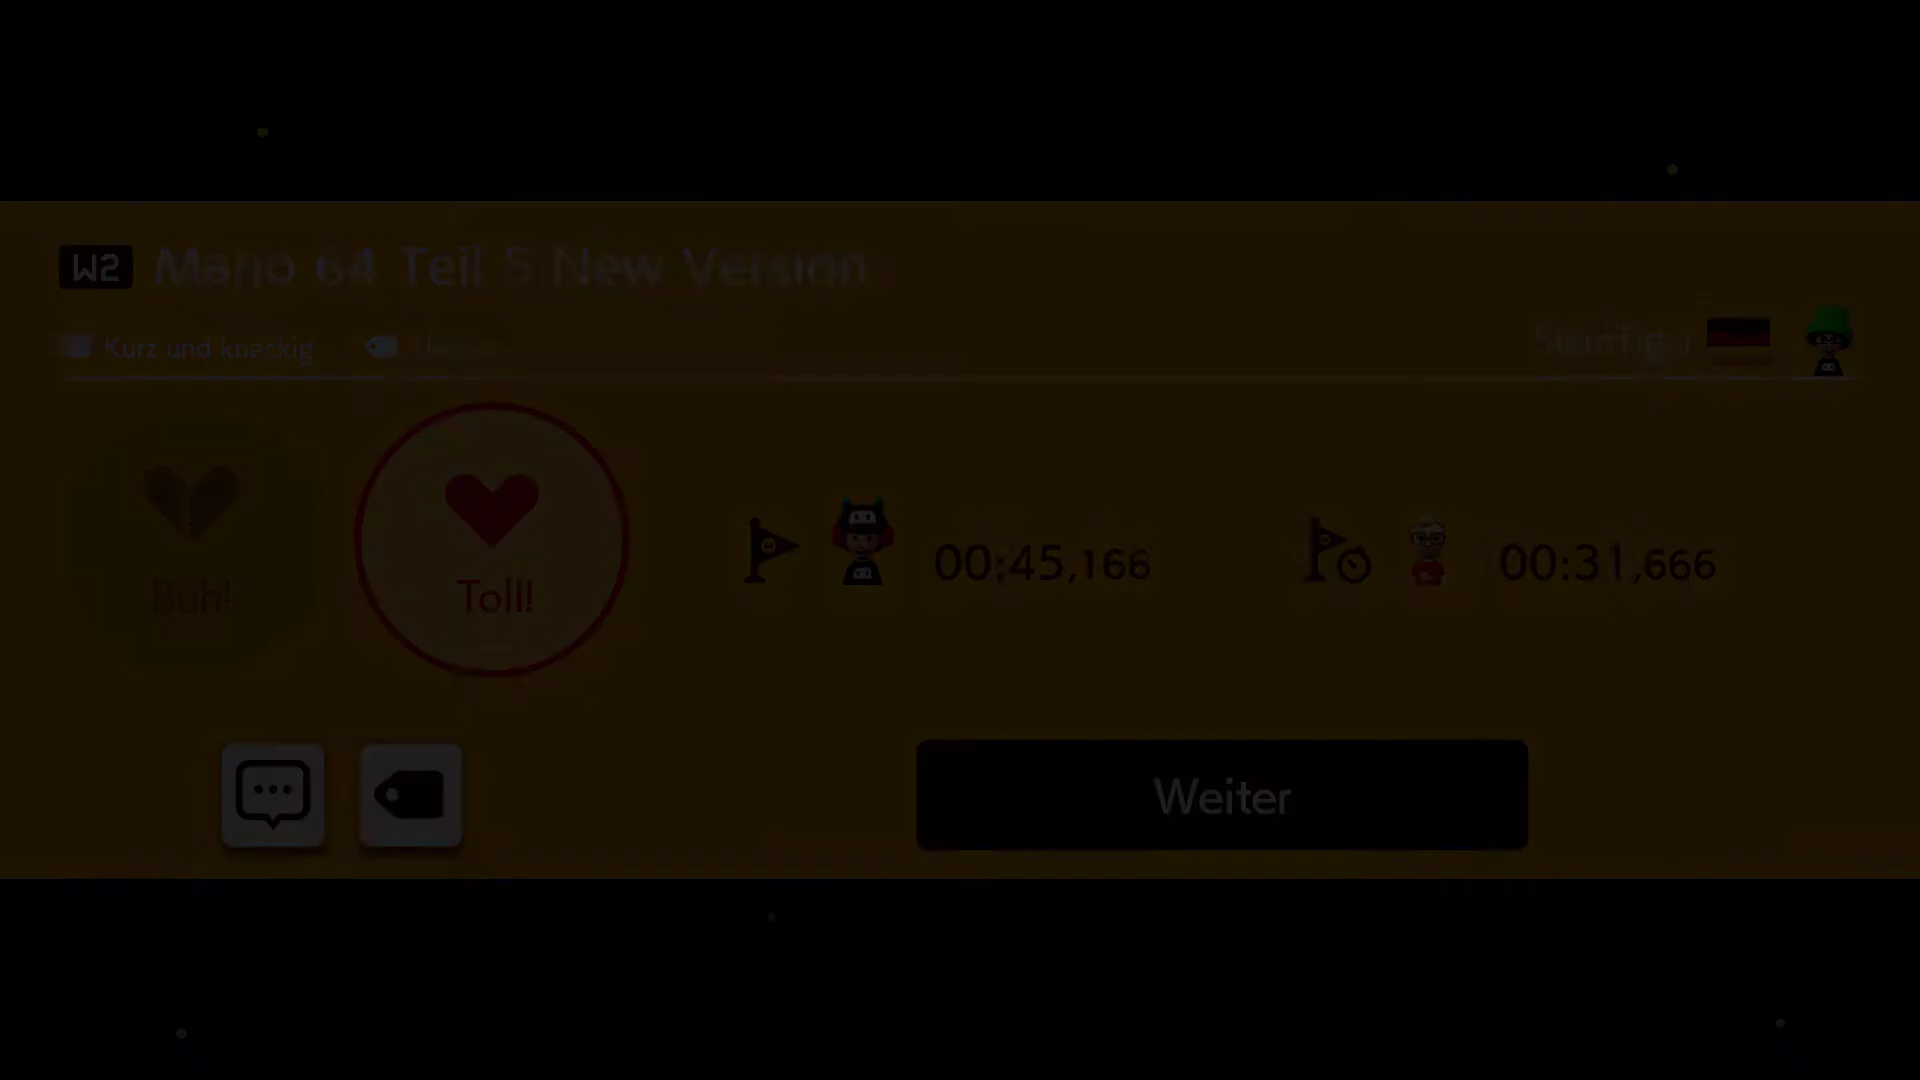 W2 Mario 64 Teil 5 New Version
Kurz und knackig
Buh!
Toll!
00:45,166
00:31,666
Weiter